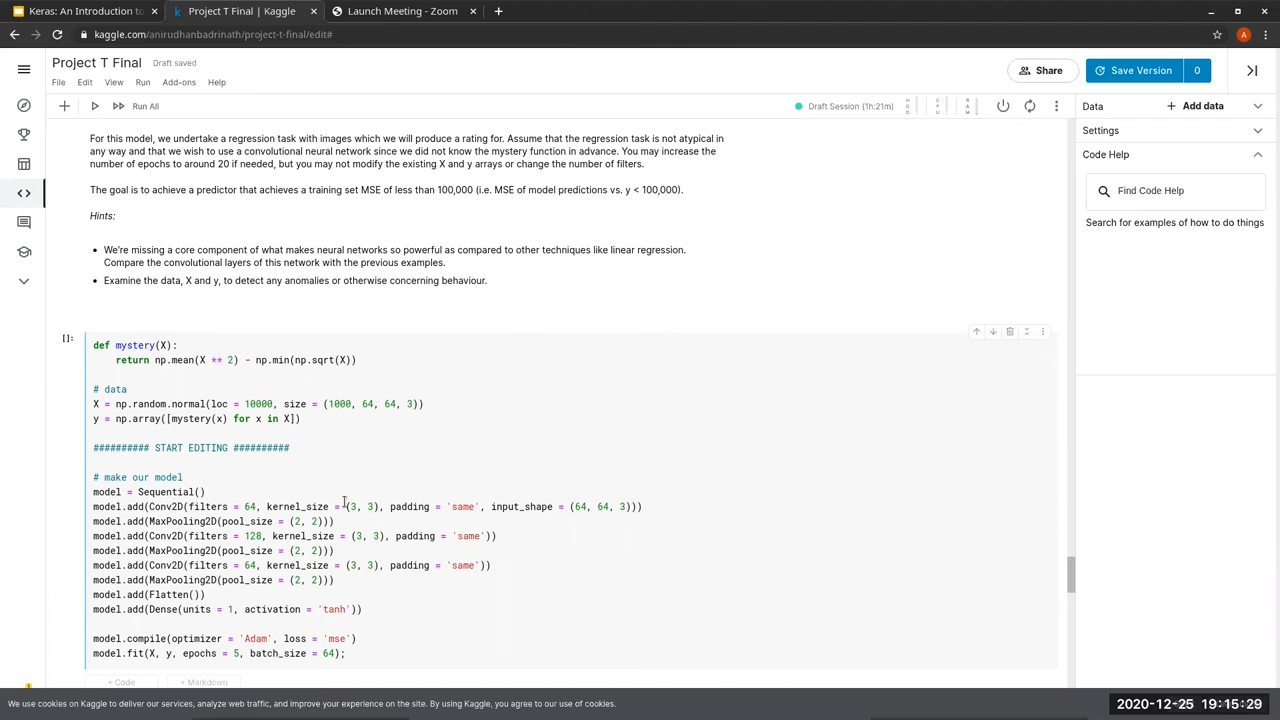 Keras: An Introduction to
Project T Final | Kaggle
Launch Meeting - Zoom
kaggle.com/anirudhanbadrinath/project-t-final/edit#
Project T Final
Draft saved
File Edit View Run Add-ons Help
Share
Save Version
0
Run All
Draft Session (1h:21m)
Data
Add data
Settings
Code Help
Find Code Help
Search for examples of how to do things
For this model, we undertake a regression task with images which we will produce a rating for. Assume that the regression task is not atypical in
any way and that we wish to use a convolutional neural network since we did not know the mystery function in advance. You may increase the
number of epochs to around 20 if needed, but you may not modify the existing X and y arrays or change the number of filters.
The goal is to achieve a predictor that achieves a training set MSE of less than 100,000 (i.e. MSE of model predictions vs. y < 100,000).
Hints:
• We're missing a core component of what makes neural networks so powerful as compared to other techniques like linear regression.
Compare the convolutional layers of this network with the previous examples.
• Examine the data, X and y, to detect any anomalies or otherwise concerning behaviour.
[]:
def mystery(X):
return np.mean(X ** 2) - np.min(np.sqrt(X))
# data
X = np.random.normal(loc = 10000, size = (1000, 64, 64, 3))
y = np.array([mystery(x) for x in X])
########## START EDITING ##########
# make our model
model = Sequential()
model.add(Conv2D(filters = 64, kernel_size = (3, 3), padding = 'same', input_shape = (64, 64, 3)))
model.add(MaxPooling2D(pool_size = (2, 2)))
model.add(Conv2D(filters = 128, kernel_size = (3, 3), padding = 'same'))
model.add(MaxPooling2D(pool_size = (2, 2)))
model.add(Conv2D(filters = 64, kernel_size = (3, 3), padding = 'same'))
model.add(MaxPooling2D(pool_size = (2, 2)))
model.add(Flatten())
model.add(Dense(units = 1, activation = 'tanh'))
model.compile(optimizer = 'Adam', loss = 'mse')
model.fit(X, y, epochs = 5, batch_size = 64);
+ Code
+ Markdown
We use cookies on Kaggle to deliver our services, analyze web traffic, and improve your experience on the site. By using Kaggle, you agree to our use of cookies.
2020-12-25 19:15:29